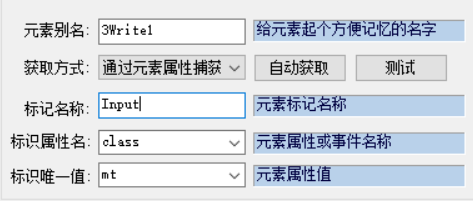 元素别名: 3Write1 给元素起个方便记忆的名字
获取方式: 通过元素属性捕获 自动获取 测试
标记名称: Input 元素标记名称
标识属性名: class 元素属性或事件名称
标识唯一值: mt 元素属性值